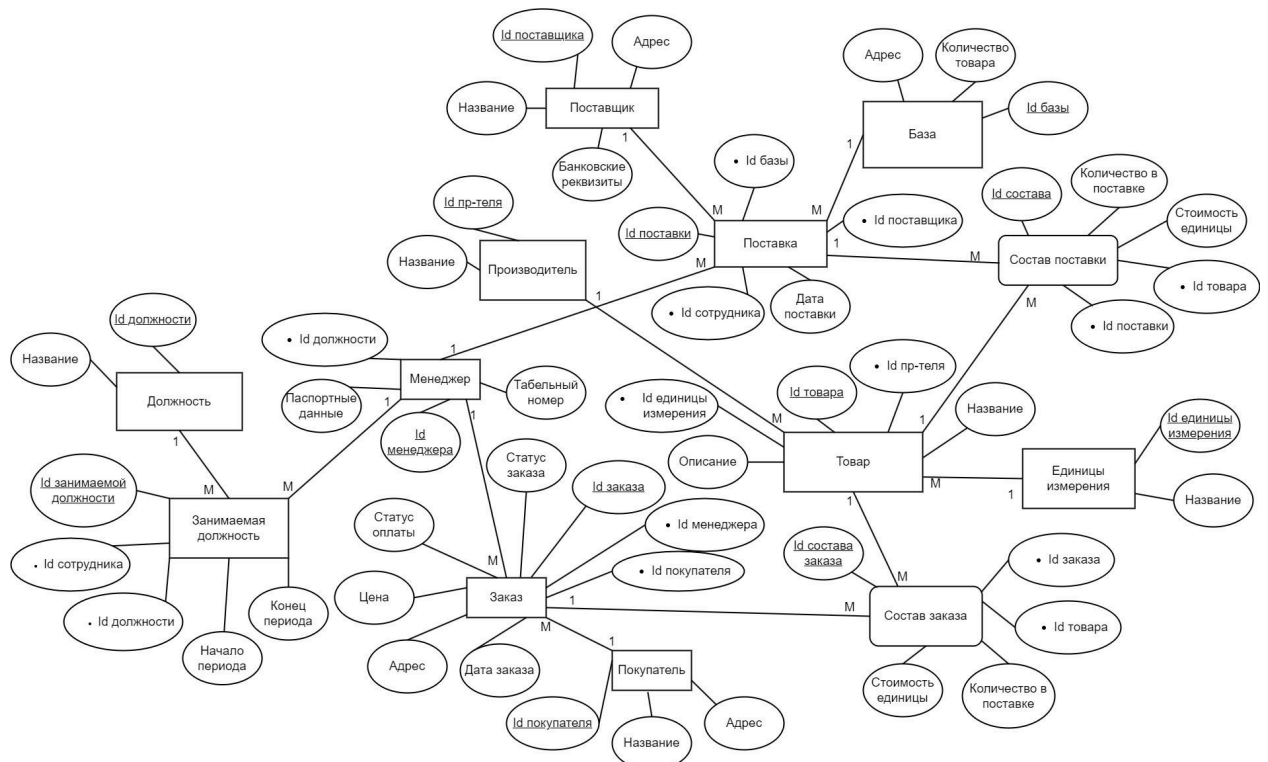 Id поставщика
Адрес
Название
Поставщик
Банковские
реквизиты
1
Адрес
Количество
товара
Id базы
База
1
• Id базы
Id пр-теля
Название
Производитель
1
M
M
Id поставки
Поставка
• Id поставщика
1
M
• Id сотрудника
Дата
поставки
Id состава
Количество в
поставке
Стоимость
единицы
Состав поставки
M
• Id товара
M
• Id поставки
Id должности
Название
Должность
1
• Id должности
1
Менеджер
Паспортные
данные
Табельный
номер
1
1
Id
менеджера
• Id единицы
измерения
Id товара
• Id пр-теля
Название
M
1
Описание
Товар
M
1
1
Единицы
измерения
Id единицы
измерения
Название
Id занимаемой
должности
M
M
Занимаемая
должность
• Id сотрудника
• Id должности
Начало
периода
Конец
периода
Статус
заказа
Id заказа
Статус
оплаты
• Id менеджера
• Id покупателя
M
Цена
Заказ
1
M
M
Адрес
Дата заказа
1
Покупатель
Id покупателя
Название
Адрес
Id состава
заказа
M
• Id заказа
Состав заказа
• Id товара
Стоимость
единицы
Количество в
поставке